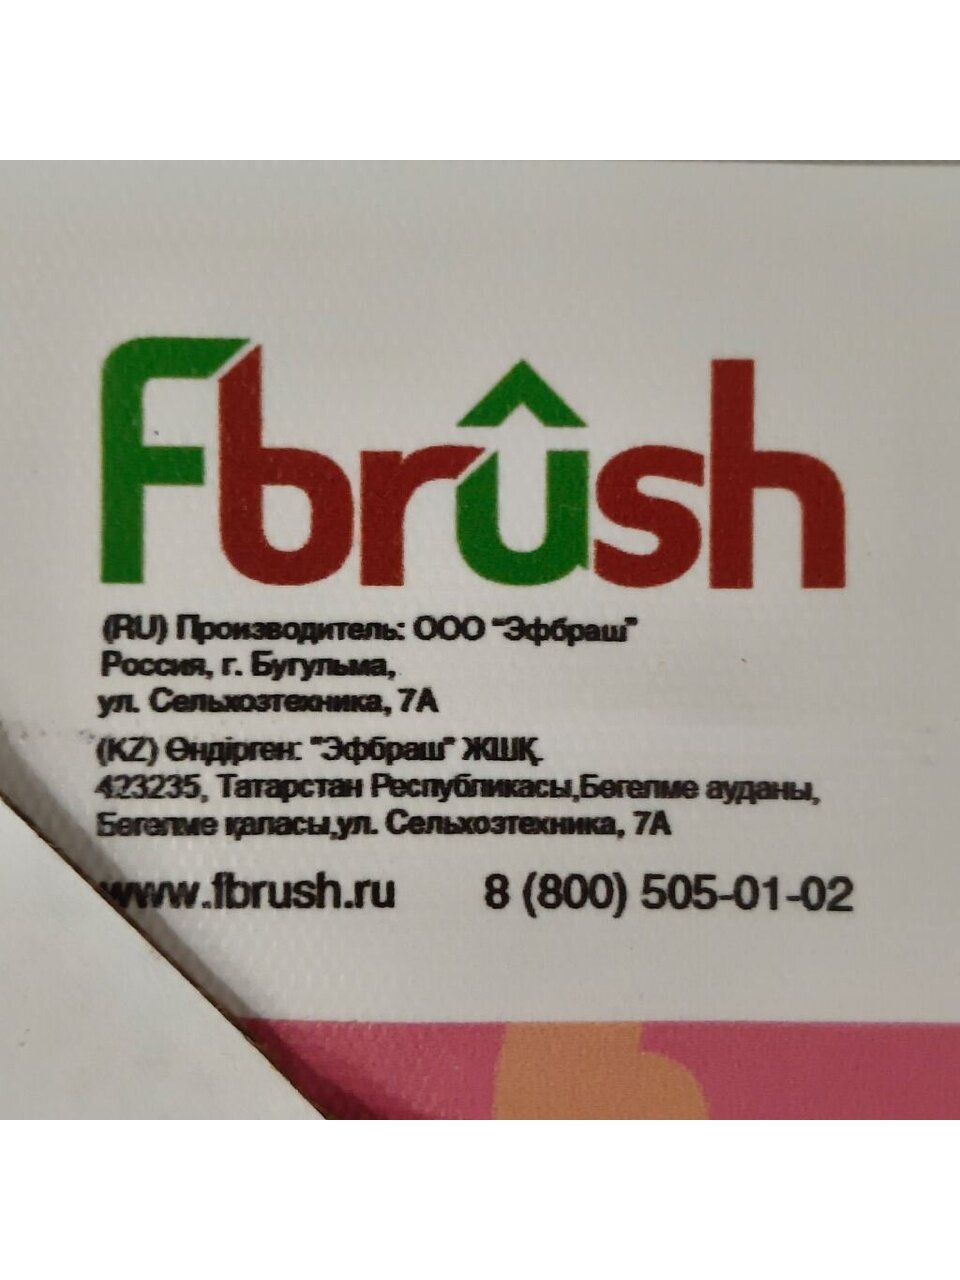 Fbrush
(RU) Производитель: ООО "Эфбраш"
Россия, г. Бугульма,
ул. Сельхозтехника, 7А
(KZ) Өндірген: "Эфбраш" ЖШҚ
423235, Татарстан Республикасы,Бөгелме ауданы,
Бөгелме қаласы,ул. Сельхозтехника, 7А
www.fbrush.ru 8 (800) 505-01-02